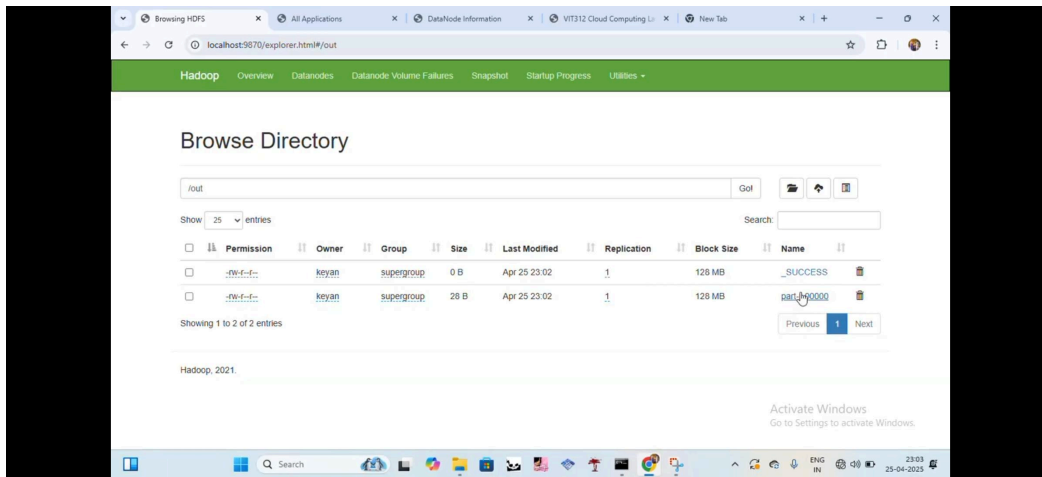 Browsing HDFS
All Applications
DataNode Information
VIT312 Cloud Computing La
New Tab
localhost:9870/explorer.html#/out
Hadoop Overview Datanodes Datanode Volume Failures Snapshot Startup Progress Utilities
Browse Directory
/out
Go!
Show 25 entries
Search:
Permission Owner Group Size Last Modified Replication Block Size Name
-rw-r--r-- keyan supergroup 0 B Apr 25 23:02 1 128 MB _SUCCESS
-rw-r--r-- keyan supergroup 28 B Apr 25 23:02 1 128 MB
Showing 1 to 2 of 2 entries
Previous 1 Next
Hadoop, 2021.
Activate Windows
Go to Settings to activate Windows.
Search
ENG
IN
23:03
25-04-2025